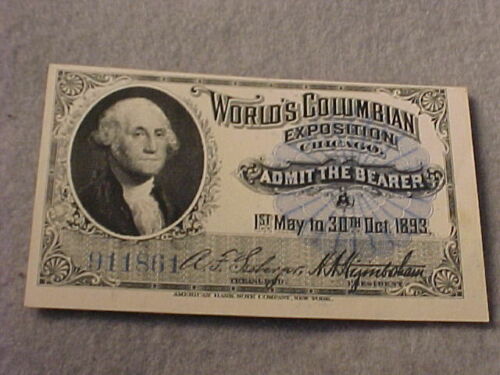 WORLD'S COLUMBIAN
EXPOSITION
CHICAGO,
ADMIT THE BEARER
1ST MAY TO 30TH OCT. 1893.
911861
TREASURER PRESIDENT
AMERICAN BANK NOTE COMPANY, NEW YORK.